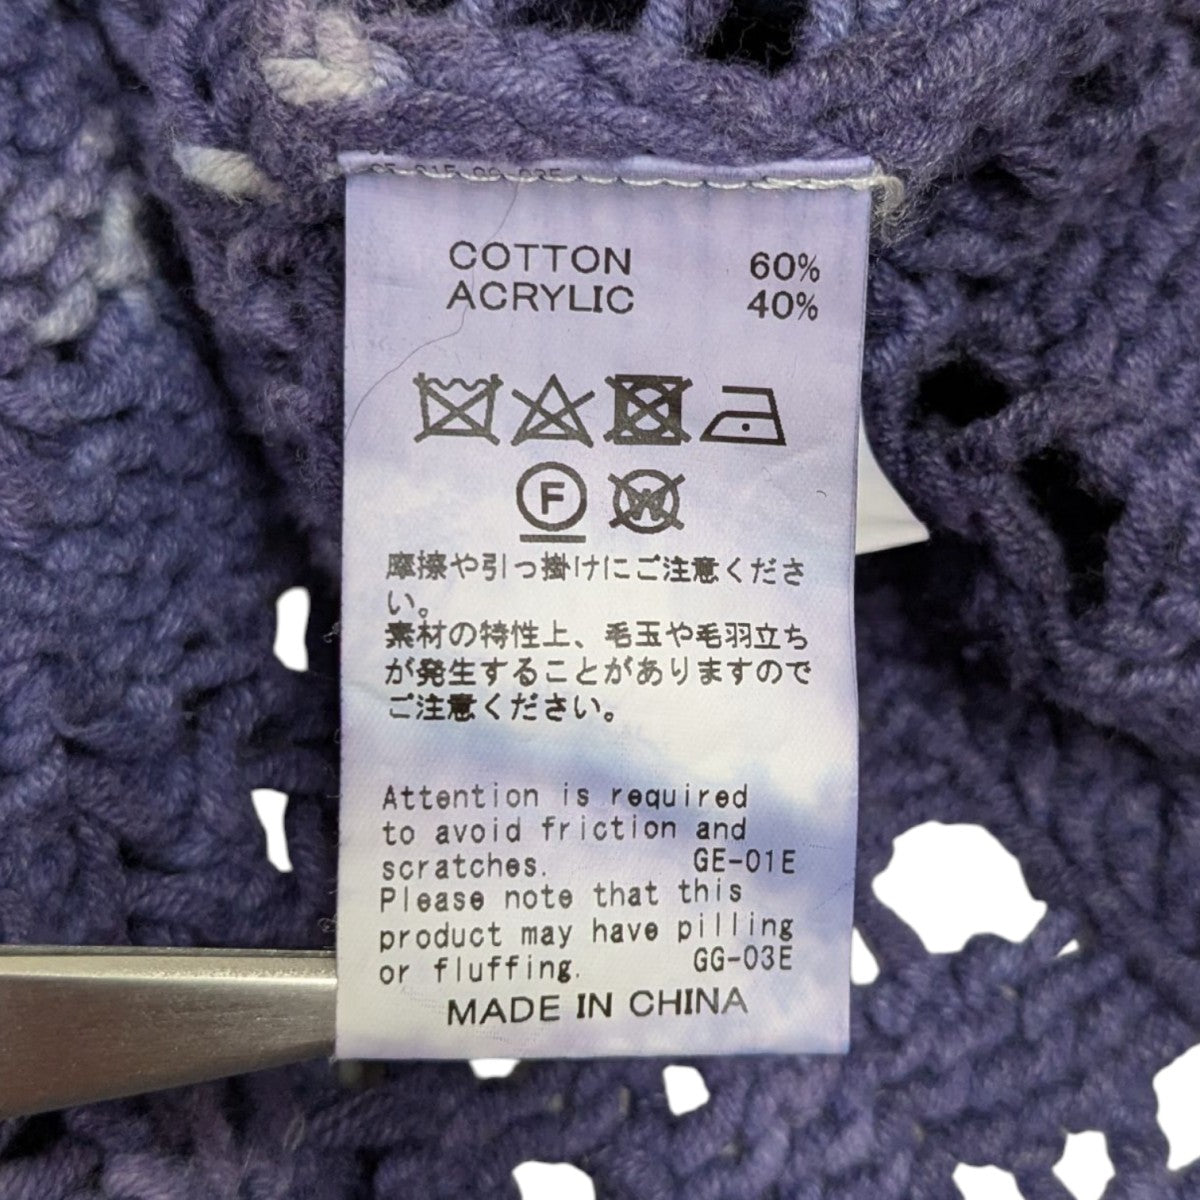 COTTON 60%
ACRYLIC 40%
F
W
摩擦や引っ掛けにご注意くださ
い。
素材の特性上、毛玉や毛羽立ち
が発生することがありますので
ご注意ください。
Attention is required
to avoid friction and
scratches. GE-01E
Please note that this
product may have pilling
or fluffing. GG-03E
MADE IN CHINA